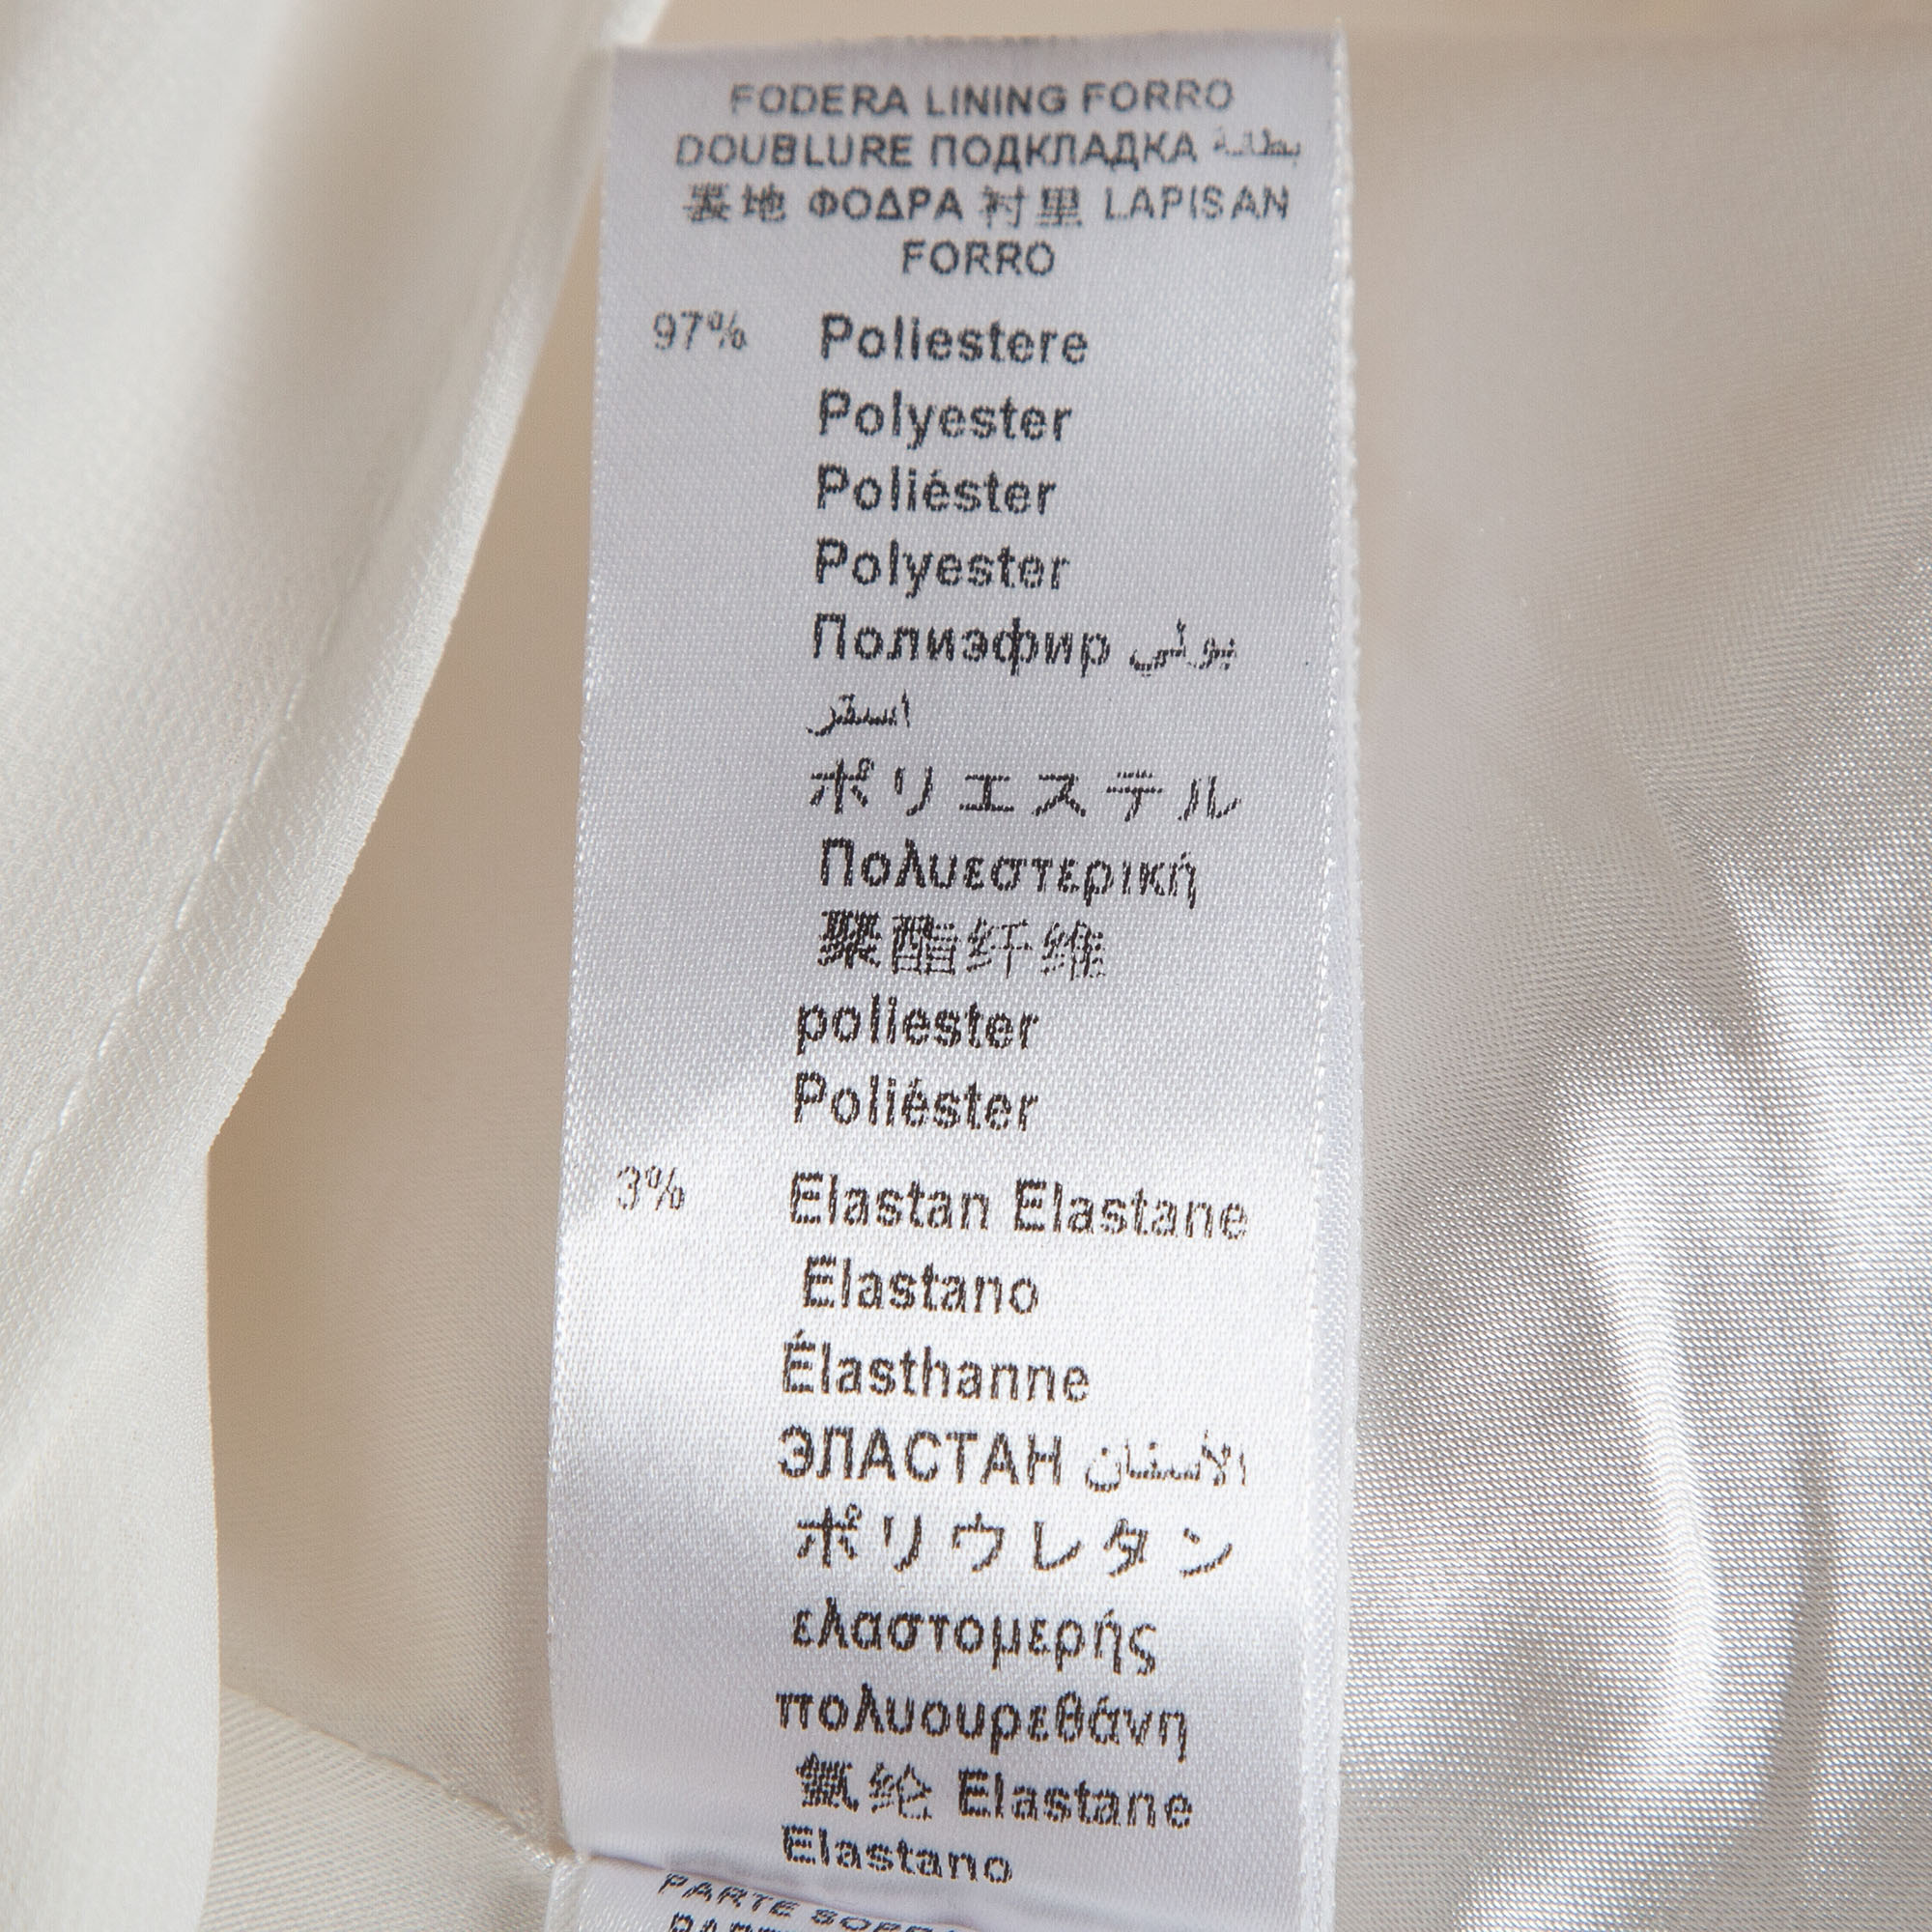 FODERA LINING FORRO
DOUBLURE ПОДКЛАДКА بطانة
裏地 ΦΟΔΡΑ 衬里 LAPISAN
FORRO
97% Poliestere
Polyester
Poliéster
Polyester
Полиэфир بولي
استر
ポリエステル
Πολυεστερική
聚酯纤维
poliester
Poliéster
3% Elastan Elastane
Elastano
Élasthanne
ЭЛАСТАН
ポリウレタン
ελαστομερής
πολυουρεθάνη
氨纶 Elastane
Elastano
PARTE